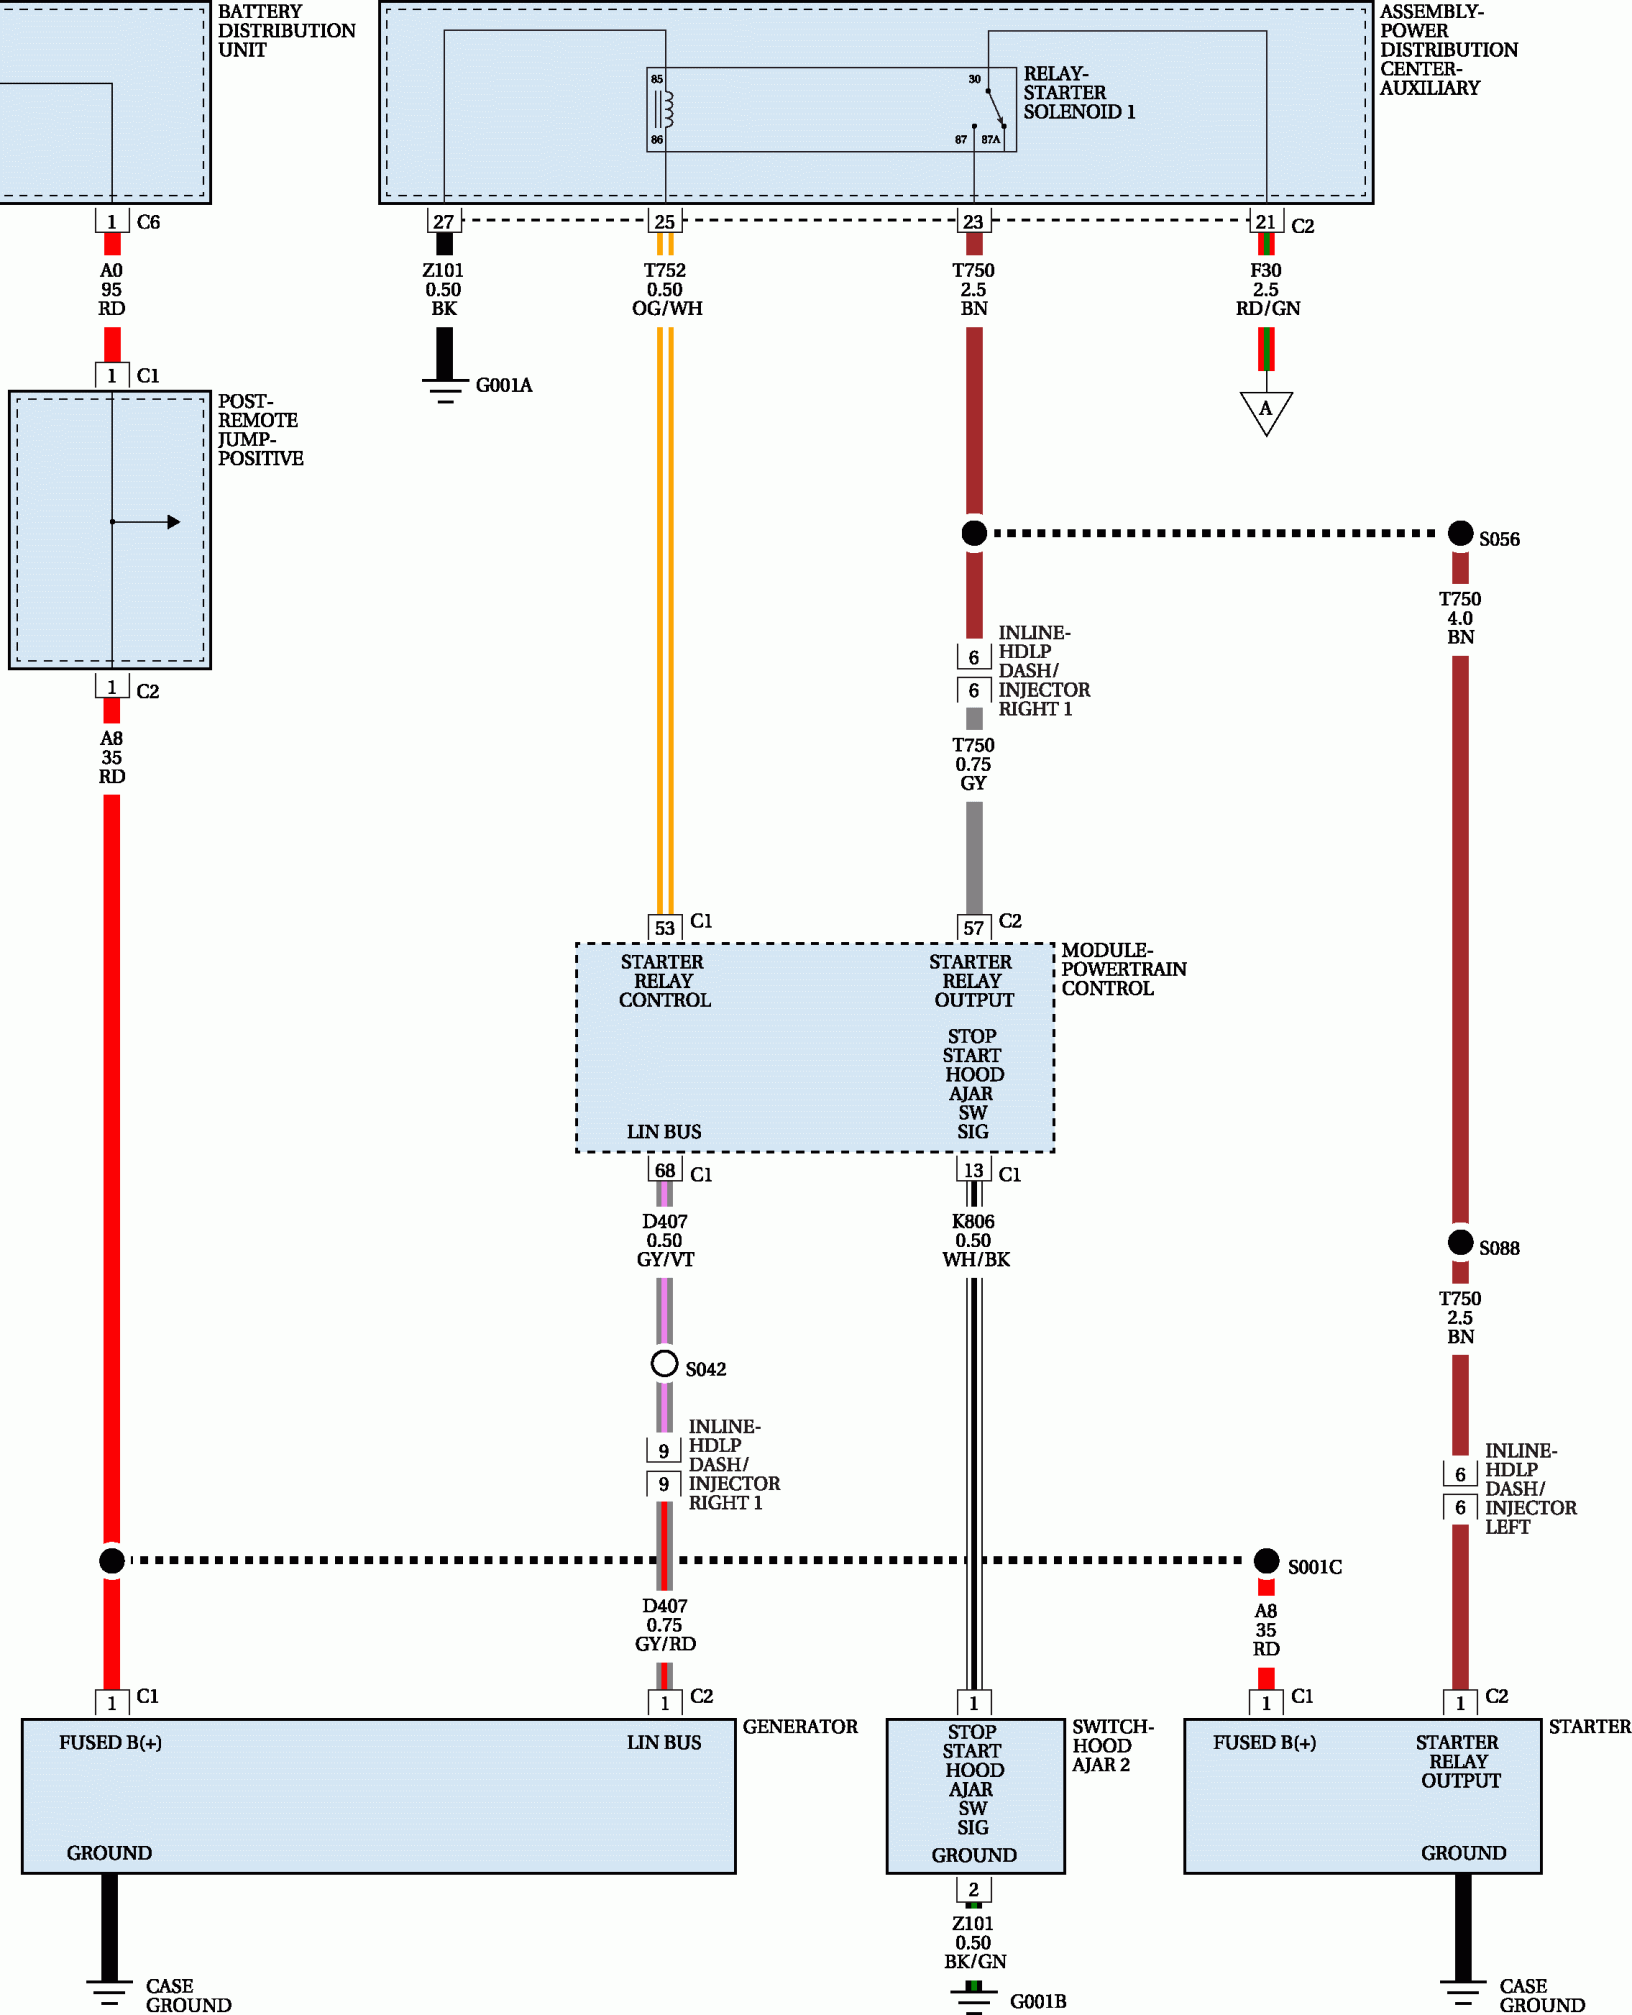 BATTERY
DISTRIBUTION
UNIT
ASSEMBLY-
POWER
DISTRIBUTION
CENTER-
AUXILIARY
85
86
30
87
87A
RELAY-
STARTER
SOLENOID 1
1
C6
27
25
23
21
C2
A0
95
RD
Z101
0.50
BK
T752
0.50
OG/WH
T750
2.5
BN
F30
2.5
RD/GN
1
C1
G001A
A
POST-
REMOTE
JUMP-
POSITIVE
S056
T750
4.0
BN
6
6
INLINE-
HDLP
DASH/
INJECTOR
RIGHT 1
1
C2
A8
35
RD
T750
0.75
GY
53
C1
57
C2
MODULE-
POWERTRAIN
CONTROL
STARTER
RELAY
CONTROL
STARTER
RELAY
OUTPUT
STOP
START
HOOD
AJAR
SW
SIG
LIN BUS
68
C1
13
C1
D407
0.50
GY/VT
K806
0.50
WH/BK
S088
T750
2.5
BN
S042
9
9
INLINE-
HDLP
DASH/
INJECTOR
RIGHT 1
6
6
INLINE-
HDLP
DASH/
INJECTOR
LEFT
S001C
D407
0.75
GY/RD
A8
35
RD
1
C1
1
C2
1
1
C1
1
C2
FUSED B(+)
LIN BUS
GROUND
GENERATOR
STOP
START
HOOD
AJAR
SW
SIG
GROUND
SWITCH-
HOOD
AJAR 2
FUSED B(+)
STARTER
RELAY
OUTPUT
GROUND
STARTER
2
Z101
0.50
BK/GN
CASE
GROUND
G001B
CASE
GROUND